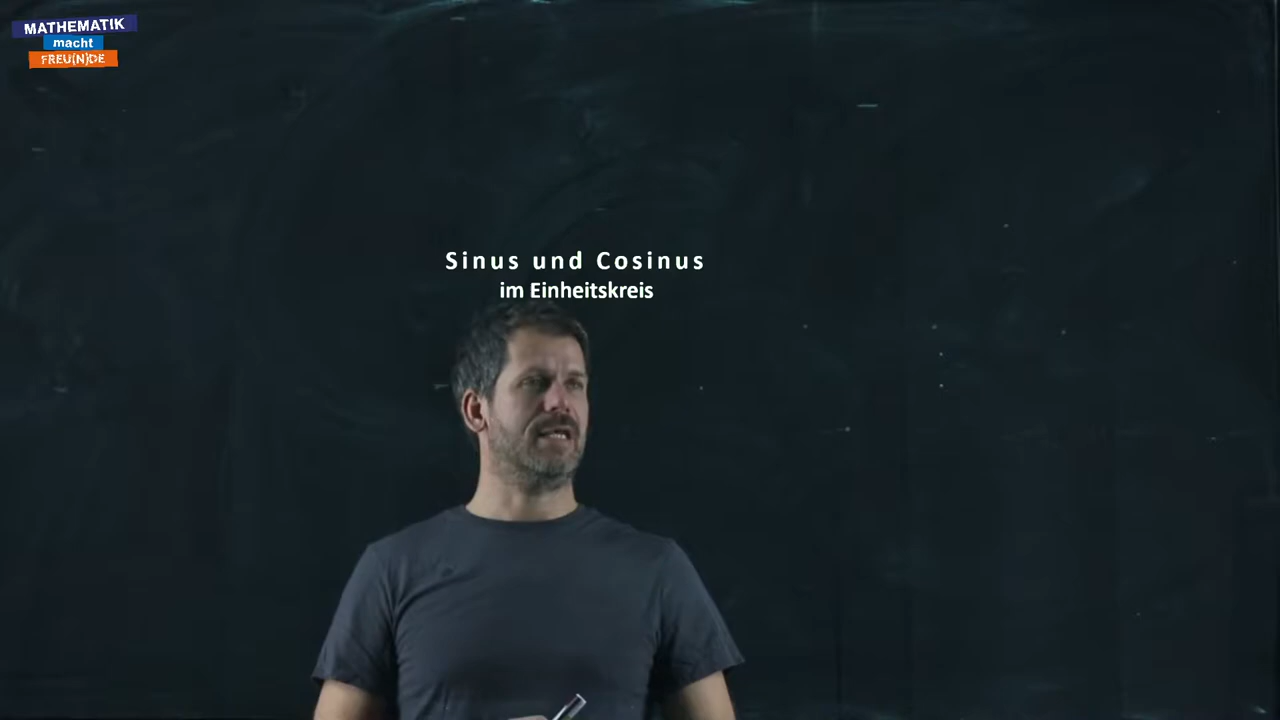 MATHEMATIK
macht
FREU(N)DE
Sinus und Cosinus
im Einheitskreis